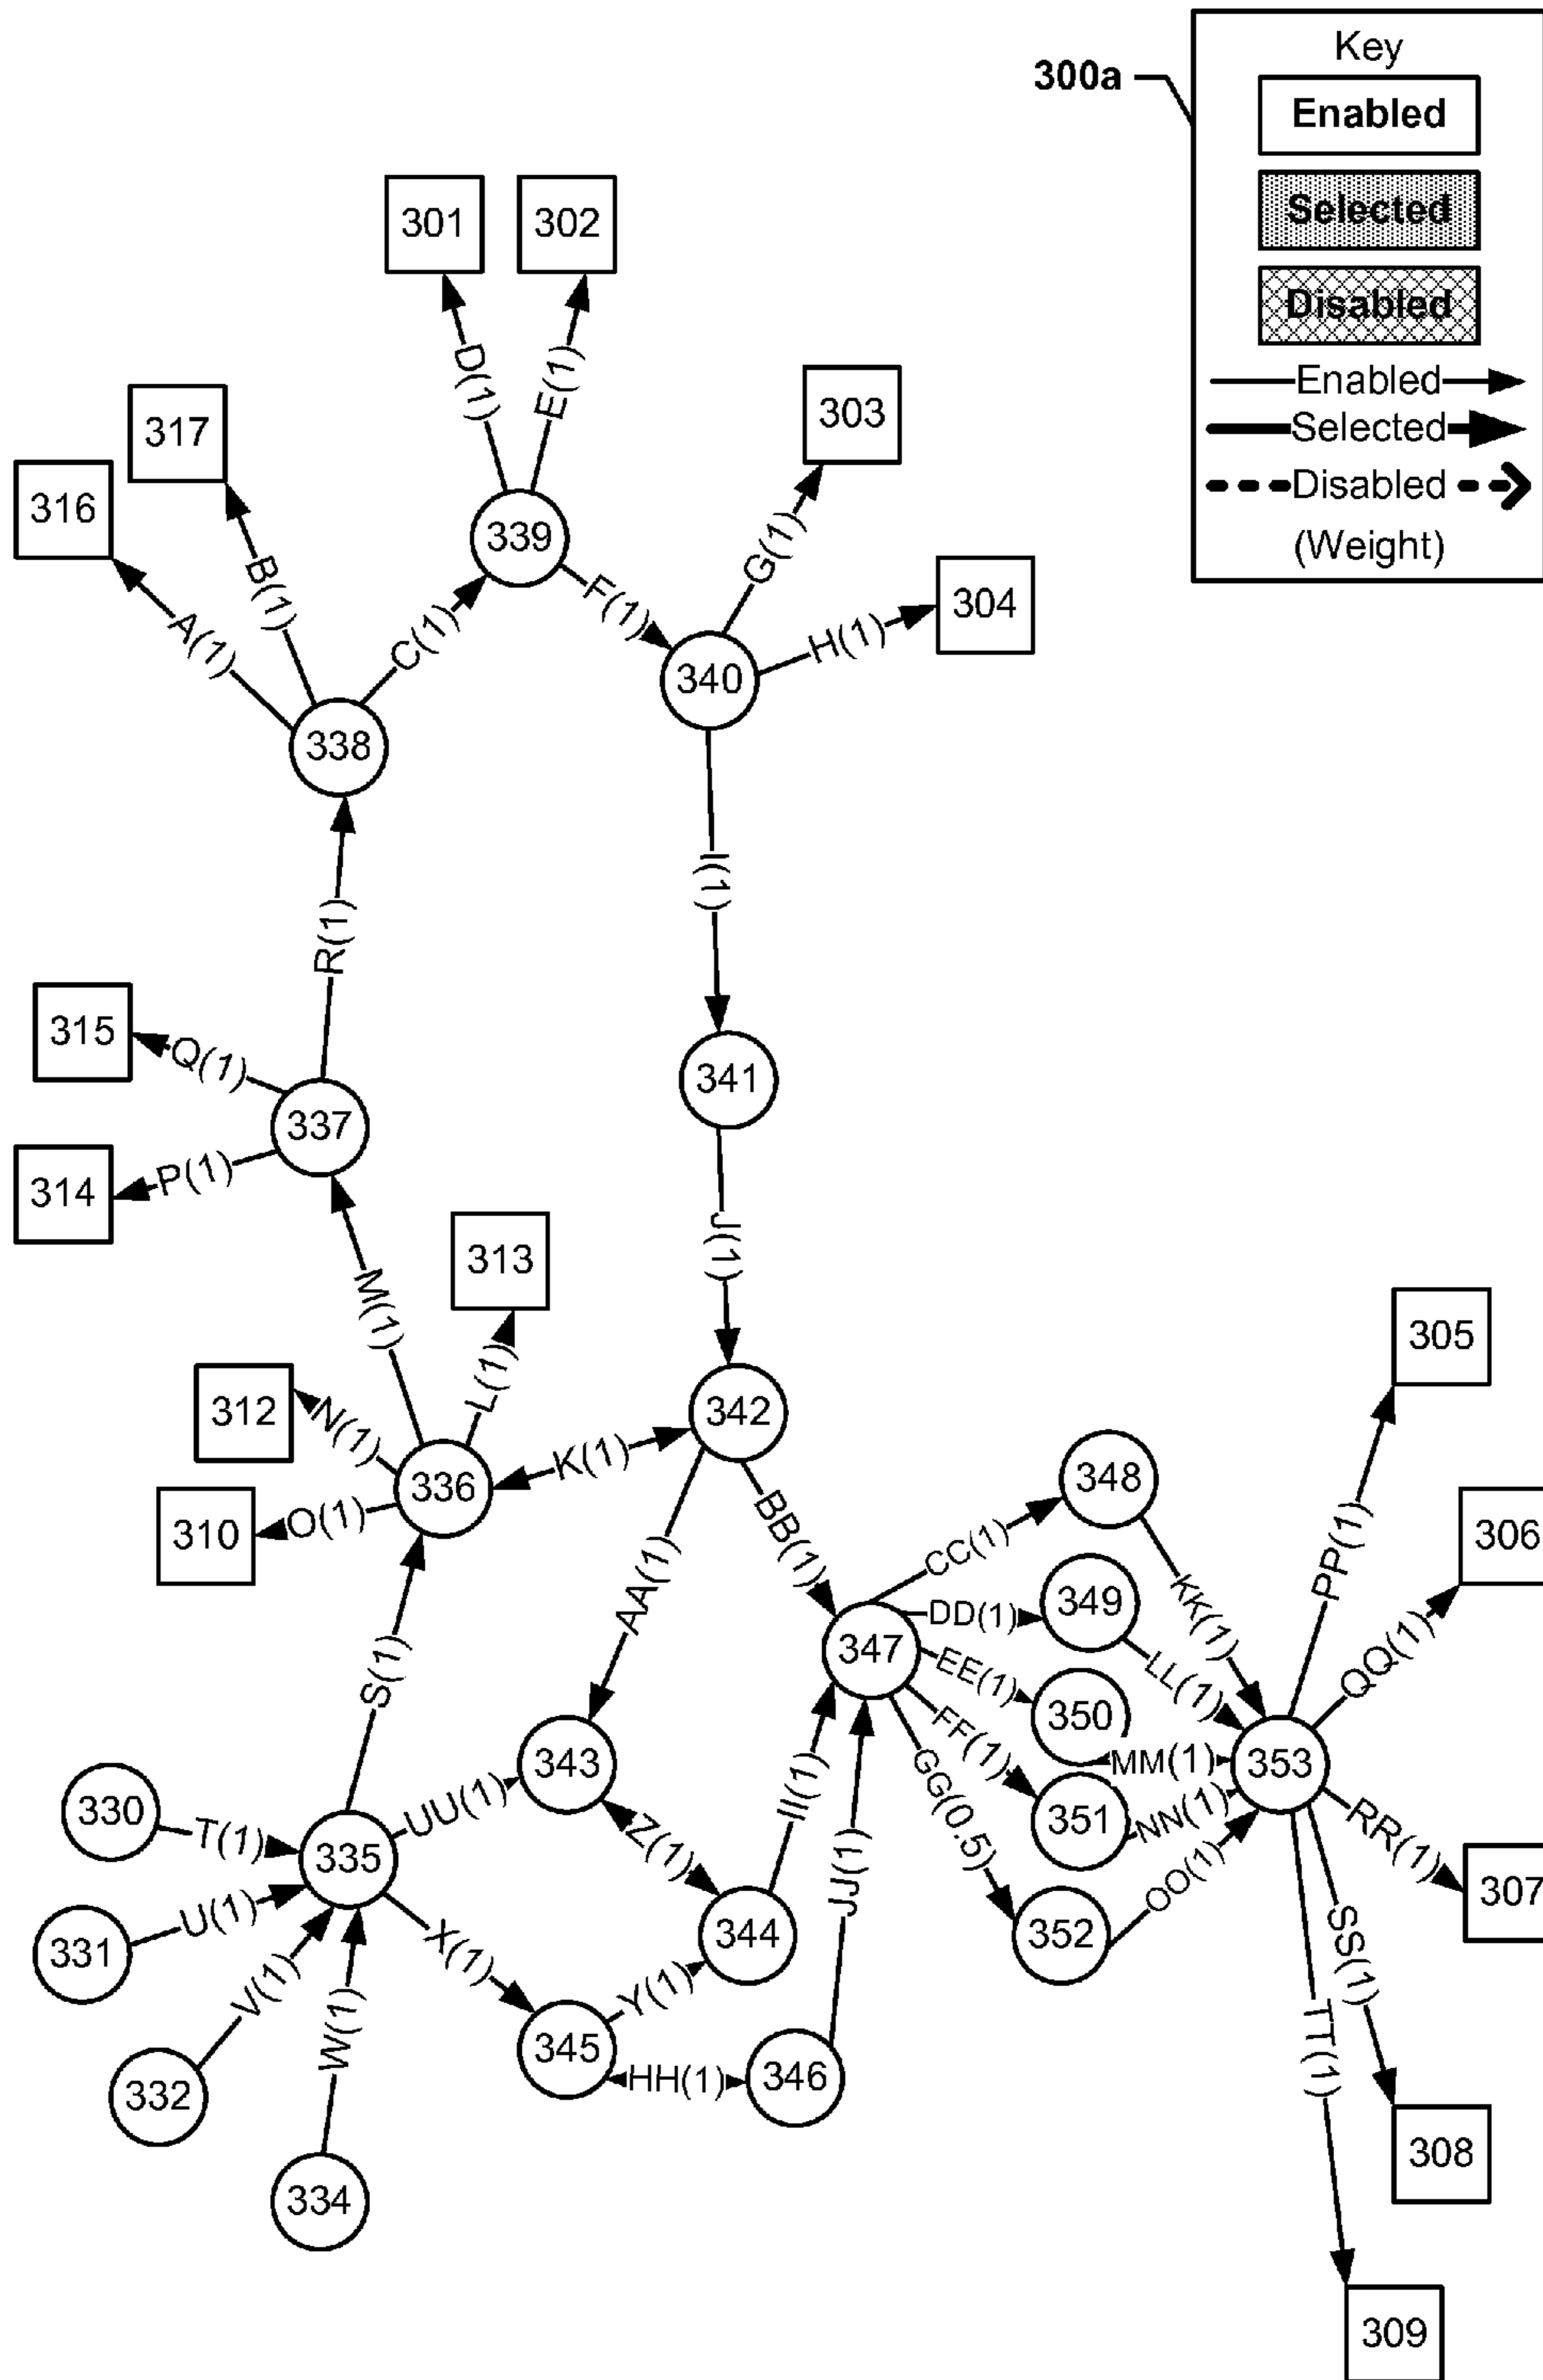 Key
300a
Enabled
Selected
Disabled
Enabled
Selected
Disabled
(Weight)
301
302
D(1)
E(1)
303
317
316
G(1)
339
B(1)
F(1)
304
A(1)
C(1)
H(1)
340
338
I(1)
R(1)
315
Q(1)
341
337
P(1)
314
J(1)
313
M(1)
305
L(1)
312
N(1)
342
K(1)
336
348
O(1)
310
BB(1)
CC(1)
306
PP(1)
AA(1)
DD(1)
349
KK(1)
347
S(1)
EE(1)
LL(1)
QQ(1)
350
FF(1)
343
MM(1)
353
330
UU(1)
II(1)
GG(0.5)
T(1)
335
Z(1)
351
NN(1)
RR(1)
JJ(1)
OO(1)
307
U(1)
331
X(1)
344
352
SS(1)
V(1)
Y(1)
W(1)
TT(1)
345
HH(1)
346
332
308
334
309